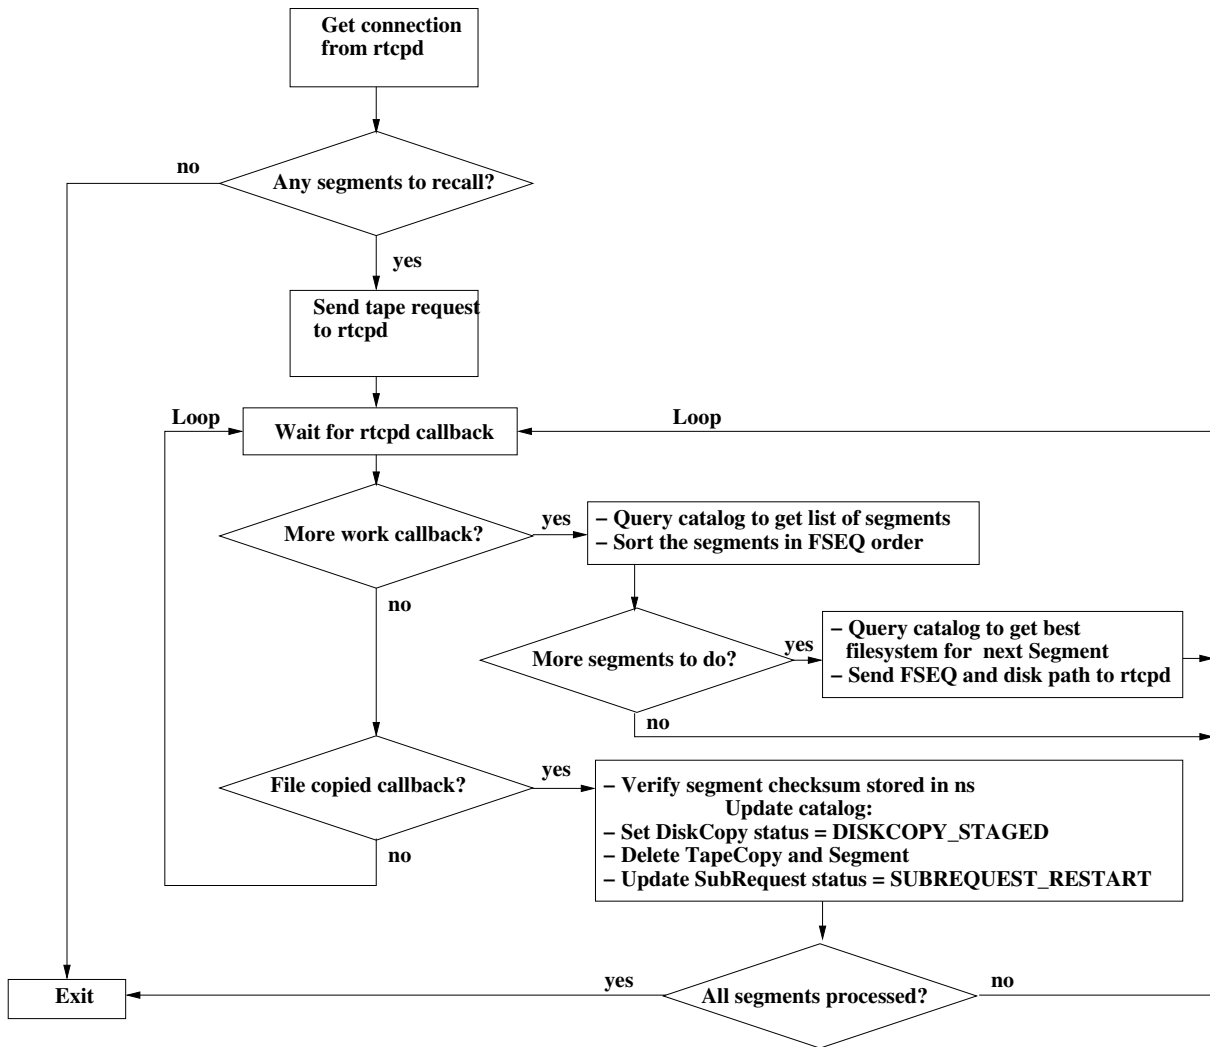 Get connection
from rtcpd
no
Any segments to recall?
yes
Send tape request
to rtcpd
Loop
Wait for rtcpd callback
Loop
More work callback?
yes
– Query catalog to get list of segments
– Sort the segments in FSEQ order
no
More segments to do?
yes
– Query catalog to get best
filesystem for next Segment
– Send FSEQ and disk path to rtcpd
no
File copied callback?
yes
– Verify segment checksum stored in ns
Update catalog:
– Set DiskCopy status = DISKCOPY_STAGED
– Delete TapeCopy and Segment
– Update SubRequest status = SUBREQUEST_RESTART
no
Exit
yes
All segments processed?
no